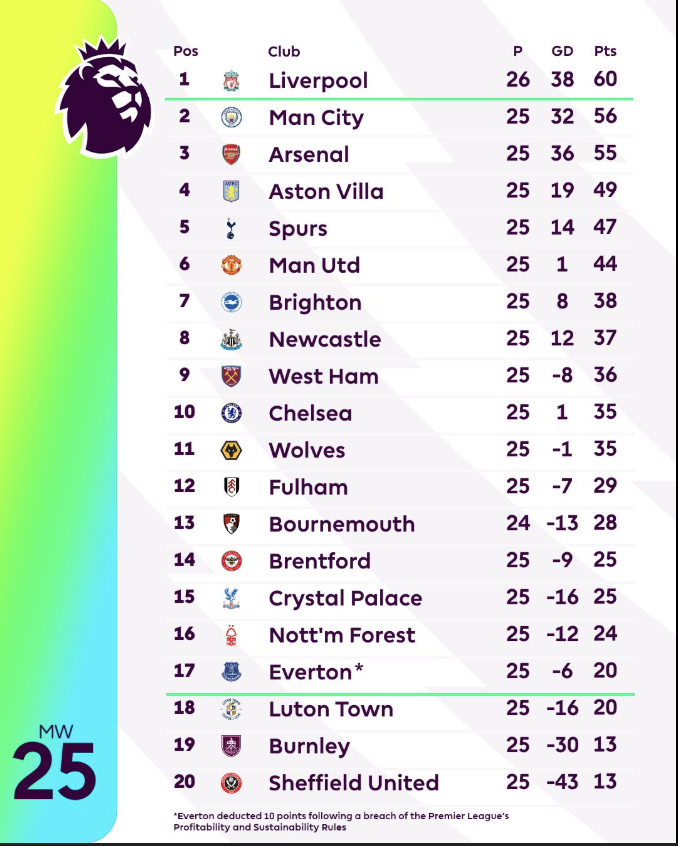 Pos Club P GD Pts
1 Liverpool 26 38 60
2 Man City 25 32 56
3 Arsenal 25 36 55
4 Aston Villa 25 19 49
5 Spurs 25 14 47
6 Man Utd 25 1 44
7 Brighton 25 8 38
8 Newcastle 25 12 37
9 West Ham 25 -8 36
10 Chelsea 25 1 35
11 Wolves 25 -1 35
12 Fulham 25 -7 29
13 Bournemouth 24 -13 28
14 Brentford 25 -9 25
15 Crystal Palace 25 -16 25
16 Nott'm Forest 25 -12 24
17 Everton* 25 -6 20
18 Luton Town 25 -16 20
19 Burnley 25 -30 13
20 Sheffield United 25 -43 13
MW
25
*Everton deducted 10 points following a breach of the Premier League's
Profitability and Sustainability Rules